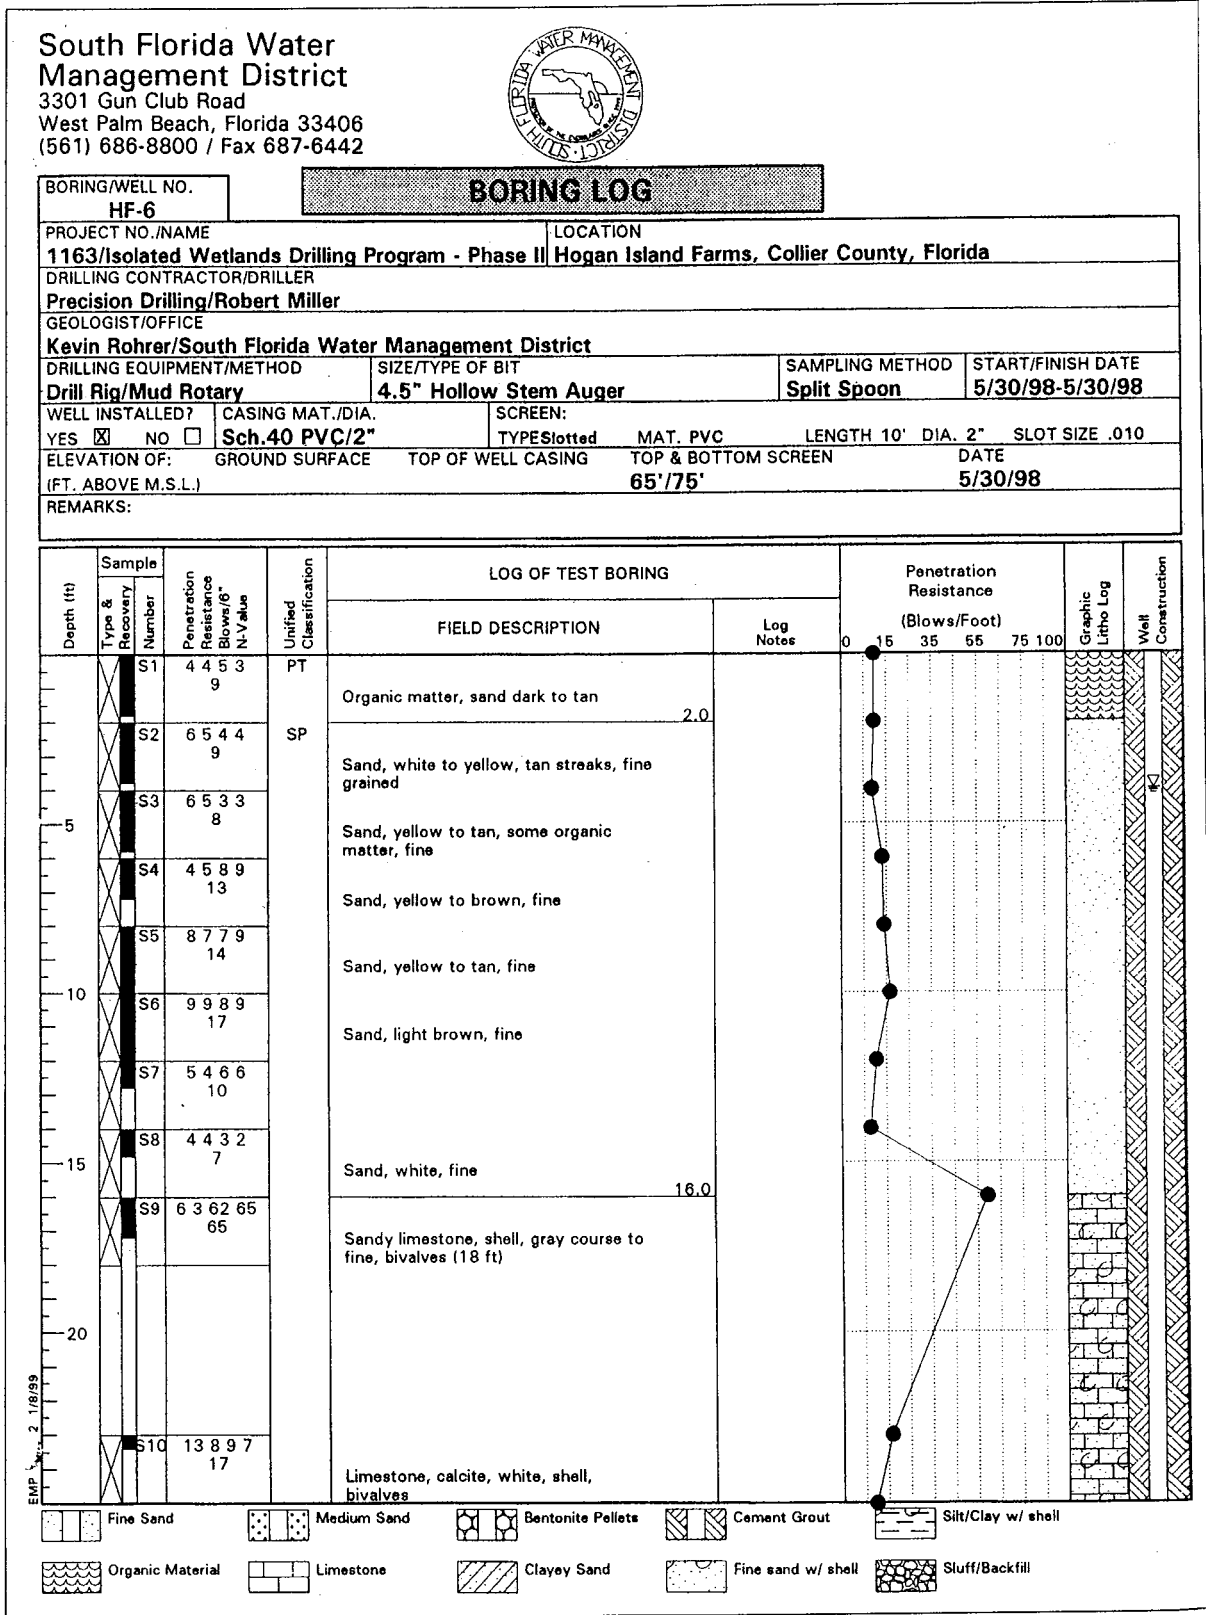 South Florida Water
Management District
3301 Gun Club Road
West Palm Beach, Florida 33406
(561) 686-8800 / Fax 687-6442
SOUTH FLORIDA WATER MANAGEMENT DISTRICT
BORING/WELL NO.
HF-6
BORING LOG
PROJECT NO./NAME
1163/Isolated Wetlands Drilling Program - Phase II
LOCATION
Hogan Island Farms, Collier County, Florida
DRILLING CONTRACTOR/DRILLER
Precision Drilling/Robert Miller
GEOLOGIST/OFFICE
Kevin Rohrer/South Florida Water Management District
DRILLING EQUIPMENT/METHOD
Drill Rig/Mud Rotary
SIZE/TYPE OF BIT
4.5" Hollow Stem Auger
SAMPLING METHOD
Split Spoon
START/FINISH DATE
5/30/98-5/30/98
WELL INSTALLED?
YES X NO
CASING MAT./DIA.
Sch.40 PVC/2"
SCREEN:
TYPESlotted MAT. PVC LENGTH 10' DIA. 2" SLOT SIZE .010
ELEVATION OF: GROUND SURFACE TOP OF WELL CASING TOP & BOTTOM SCREEN DATE
(FT. ABOVE M.S.L.) 65'/75' 5/30/98
REMARKS:
Depth (ft)
Sample
Type &
Recovery
Number
Penetration
Resistance
Blows/6"
N-Value
Unified
Classification
LOG OF TEST BORING
FIELD DESCRIPTION
Log
Notes
Penetration
Resistance
(Blows/Foot)
0 15 35 55 75 100
Graphic
Litho Log
Well
Construction
S1 4 4 5 3 PT
9
Organic matter, sand dark to tan
2.0
S2 6 5 4 4 SP
9
Sand, white to yellow, tan streaks, fine
grained
S3 6 5 3 3
8
5
Sand, yellow to tan, some organic
matter, fine
S4 4 5 8 9
13
Sand, yellow to brown, fine
S5 8 7 7 9
14
Sand, yellow to tan, fine
10
S6 9 9 8 9
17
Sand, light brown, fine
S7 5 4 6 6
10
S8 4 4 3 2
7
15
Sand, white, fine
16.0
S9 6 3 62 65
65
Sandy limestone, shell, gray course to
fine, bivalves (18 ft)
20
S10 13 8 9 7
17
Limestone, calcite, white, shell,
bivalves
EMP 2 1/8/99
Fine Sand
Medium Sand
Bentonite Pellets
Cement Grout
Silt/Clay w/ shell
Organic Material
Limestone
Clayey Sand
Fine sand w/ shell
Sluff/Backfill